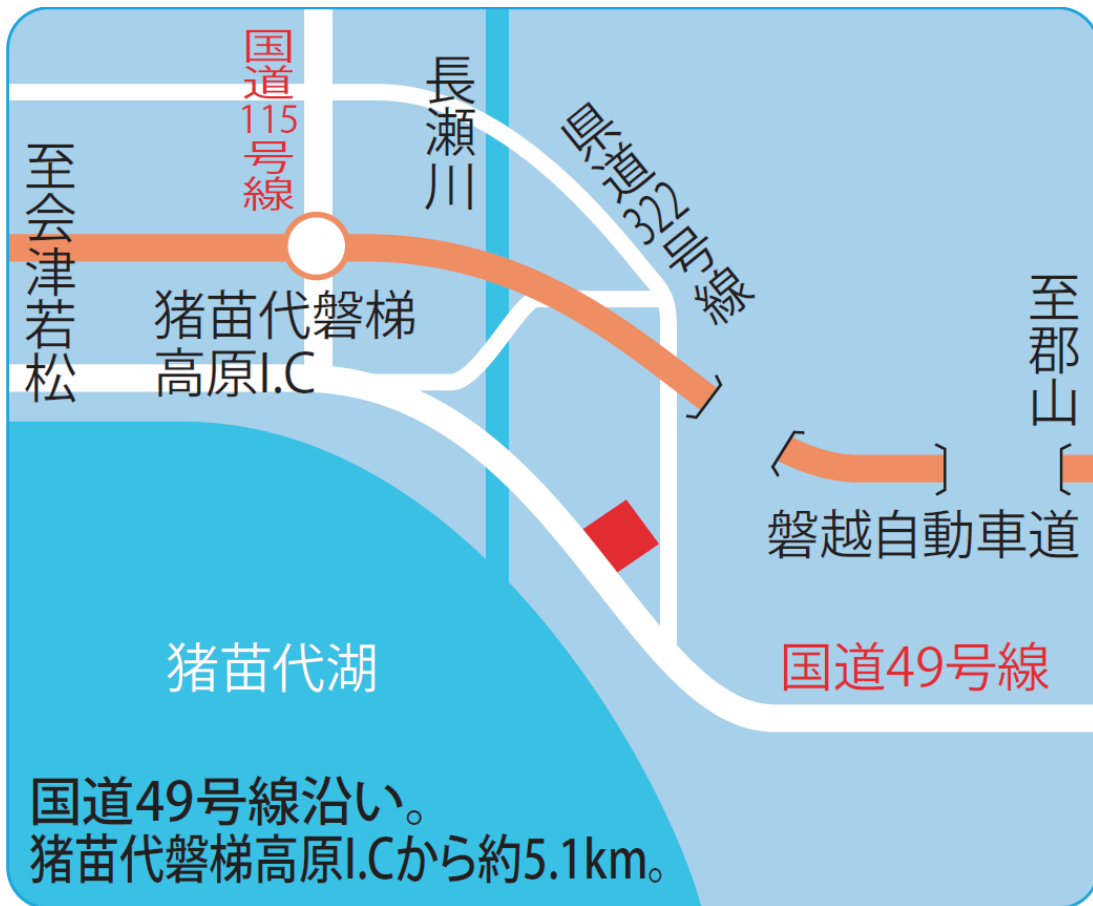 国道115号線
長瀬川
県道322号線
至会津若松
猪苗代磐梯
高原I.C
至郡山
磐越自動車道
猪苗代湖
国道49号線
国道49号線沿い。
猪苗代磐梯高原I.Cから約5.1km。